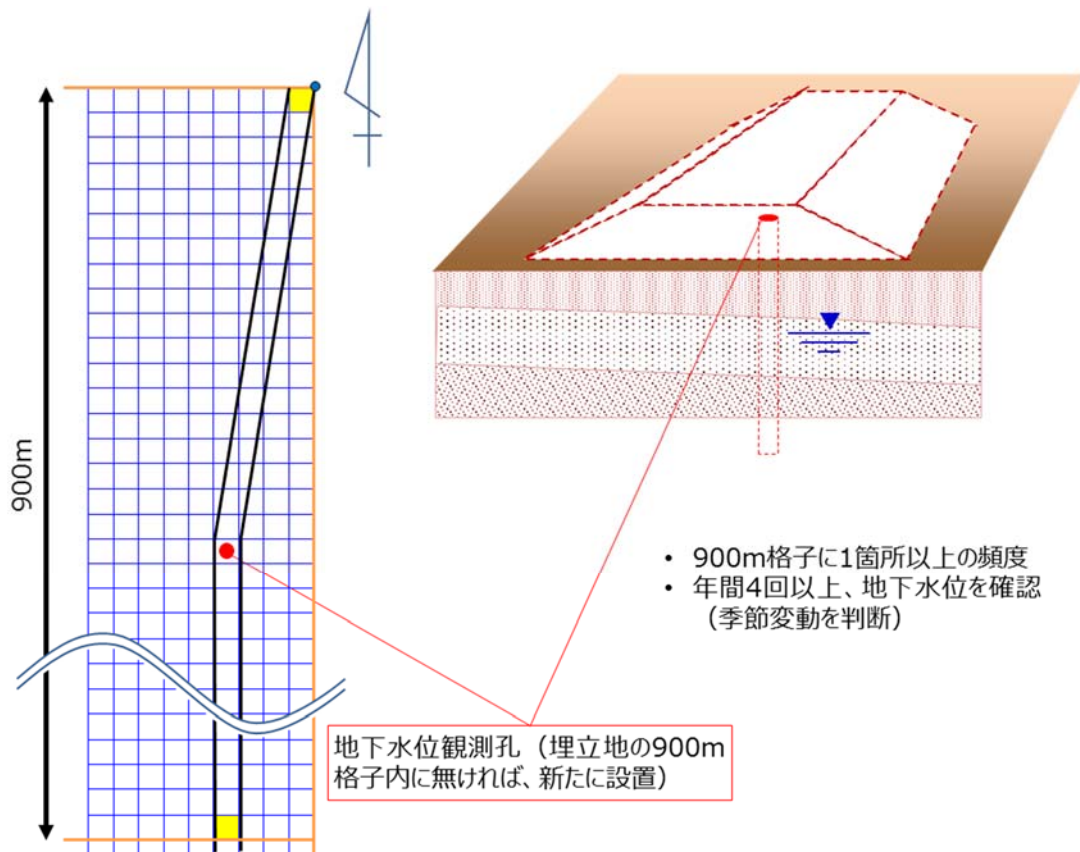 900m
• 900m格子に1箇所以上の頻度
• 年間4回以上、地下水位を確認
（季節変動を判断）
地下水位観測孔（埋立地の900m
格子内に無ければ、新たに設置）